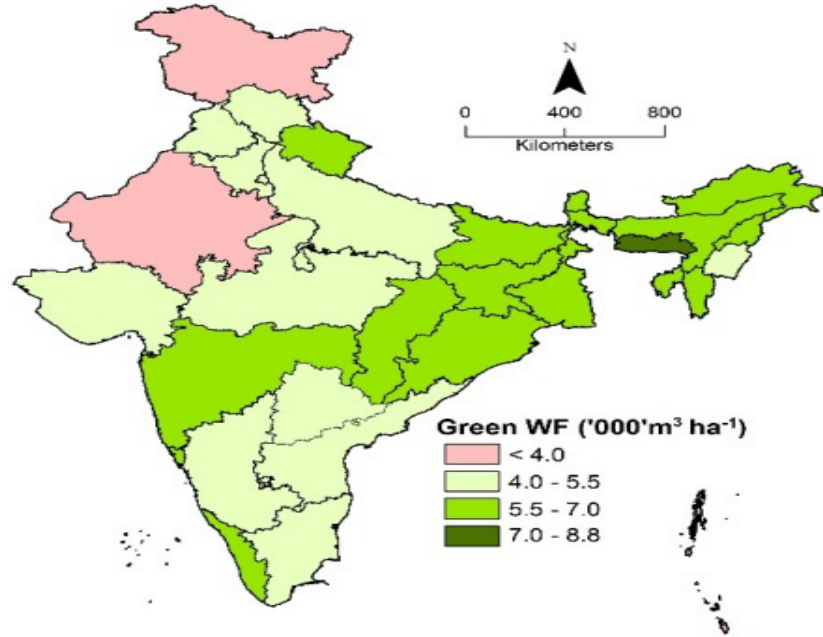 N
0 400 800
Kilometers
Green WF ('000'm³ ha⁻¹)
< 4.0
4.0 - 5.5
5.5 - 7.0
7.0 - 8.8